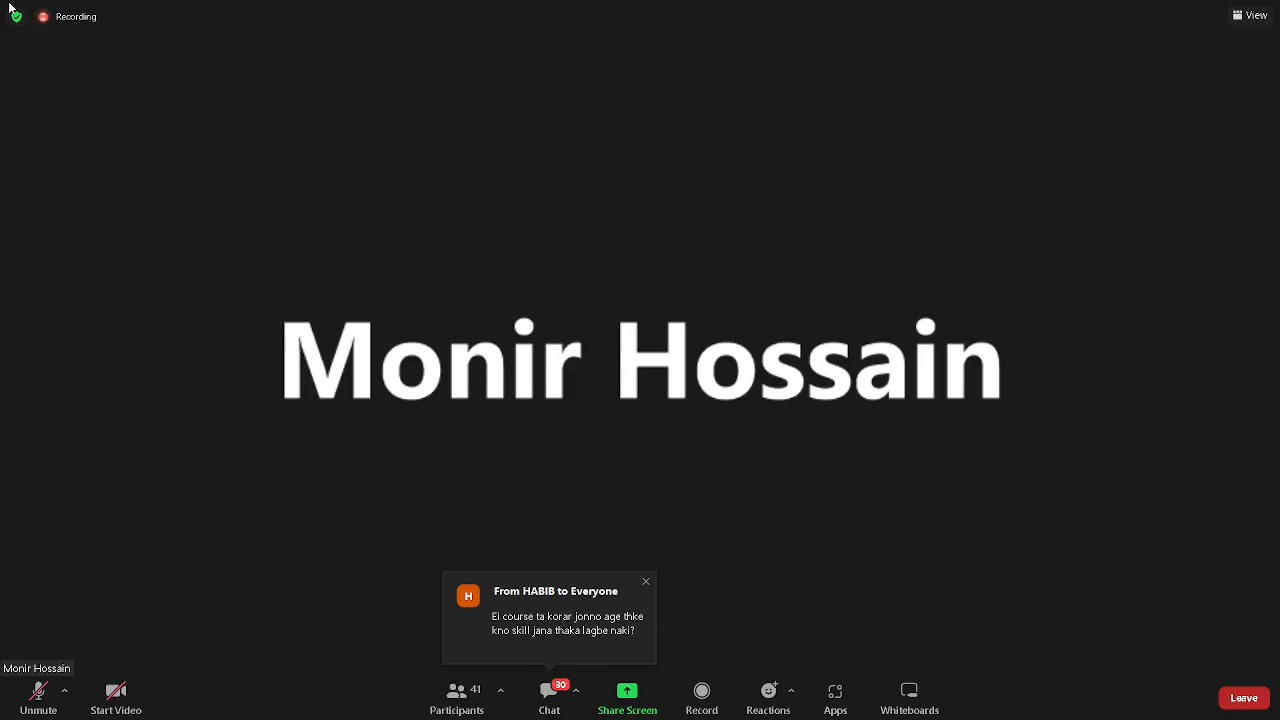 Recording
View
Monir Hossain
From HABIB to Everyone
H
Ei course ta korar jonno age thke
kno skill jana thaka lagbe naki?
Monir Hossain
41
30
Unmute
Start Video
Participants
Chat
Share Screen
Record
Reactions
Apps
Whiteboards
Leave